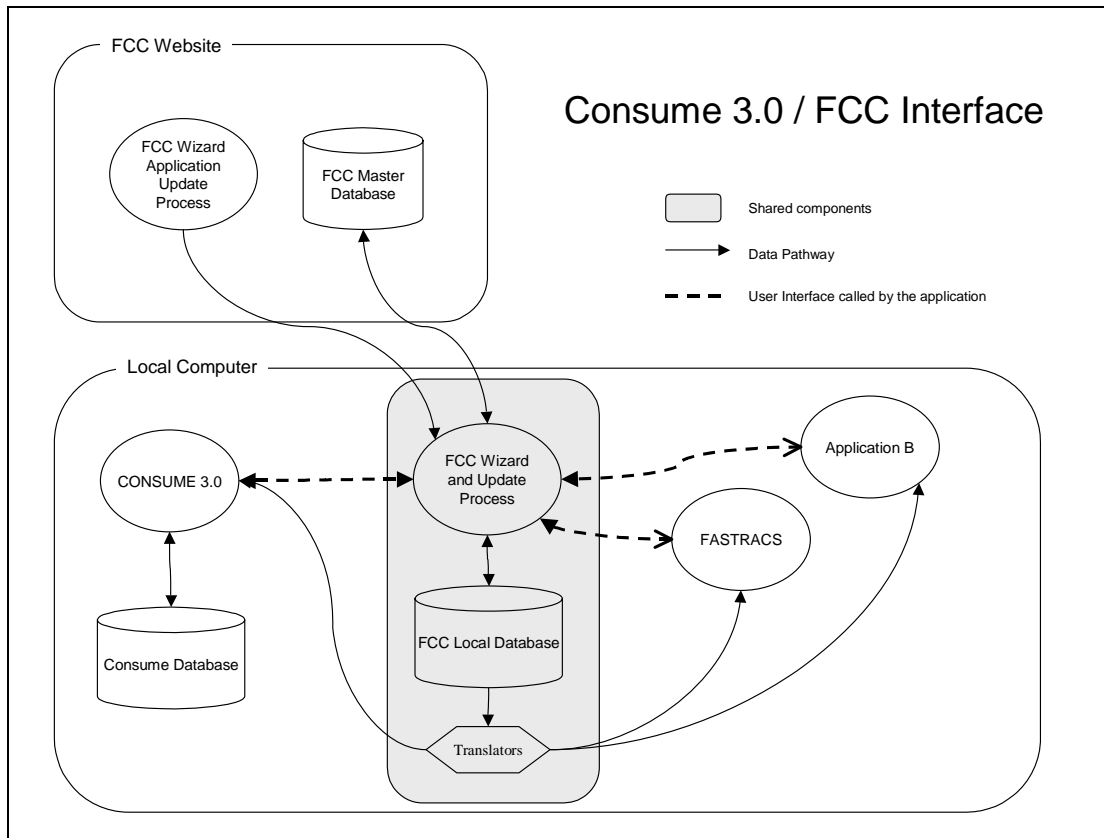 FCC Website
Consume 3.0 / FCC Interface
FCC Wizard
Application
Update
Process
FCC Master
Database
Shared components
Data Pathway
User Interface called by the application
Local Computer
CONSUME 3.0
FCC Wizard
and Update
Process
Application B
FASTRACS
Consume Database
FCC Local Database
Translators